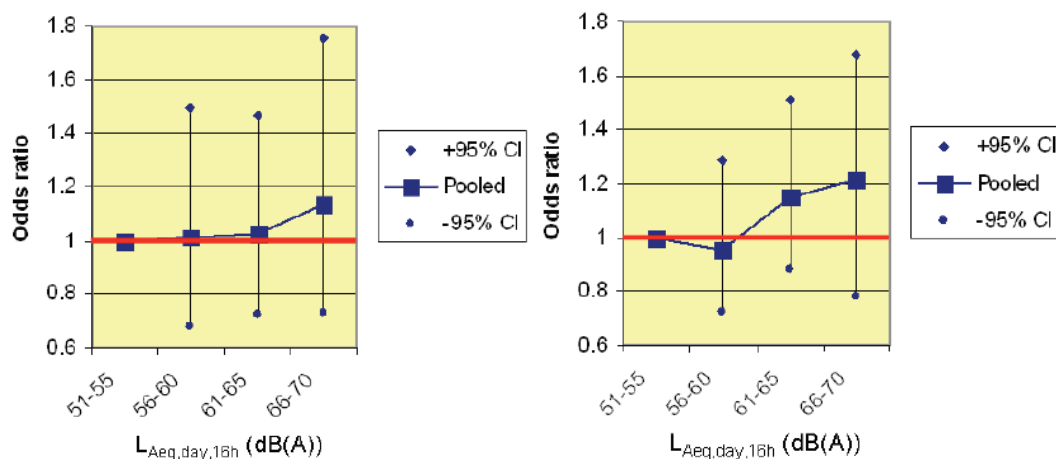 1.8
1.6
1.4
1.2
1
0.8
0.6
Odds ratio
51-55
56-60
61-65
66-70
LAeq,day,16h (dB(A))
+95% CI
Pooled
-95% CI
1.8
1.6
1.4
1.2
1
0.8
0.6
Odds ratio
51-55
56-60
61-65
66-70
LAeq,day,16h (dB(A))
+95% CI
Pooled
-95% CI